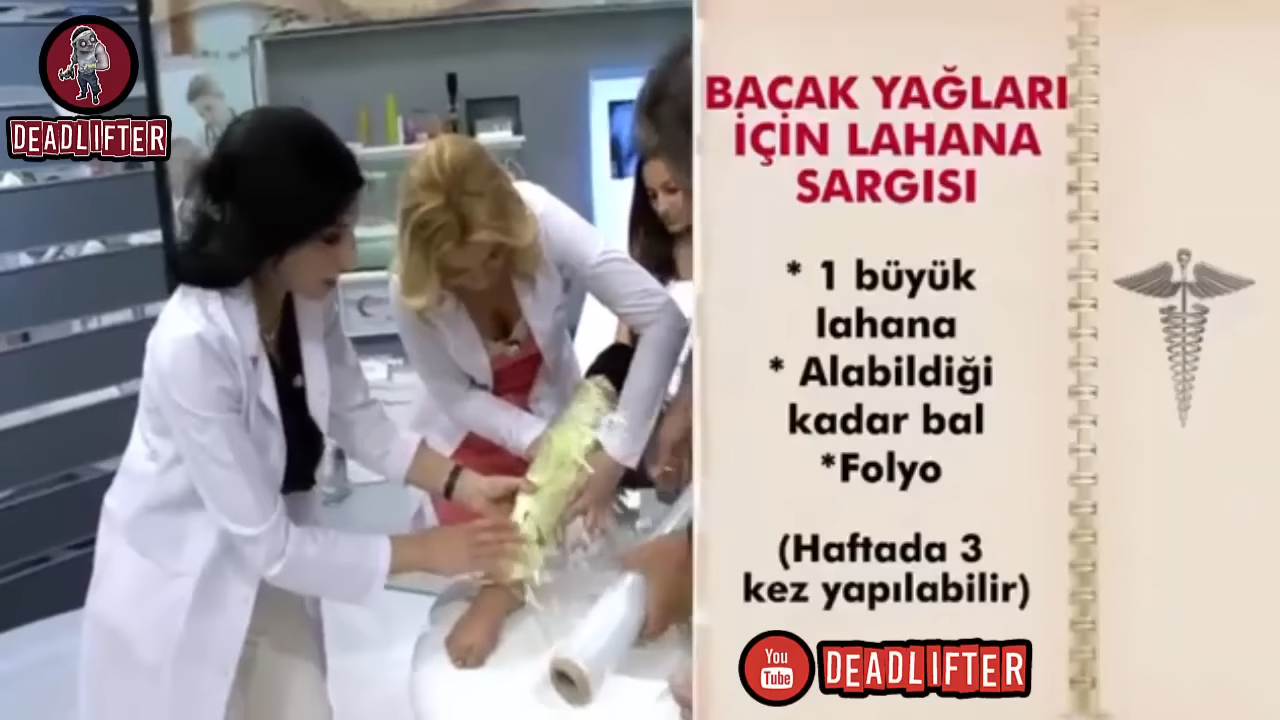 DEADLIFTER
BACAK YAĞLARI
İÇİN LAHANA
SARGISI
* 1 büyük
lahana
* Alabildiği
kadar bal
*Folyo
(Haftada 3
kez yapılabilir)
You
Tube
DEADLIFTER